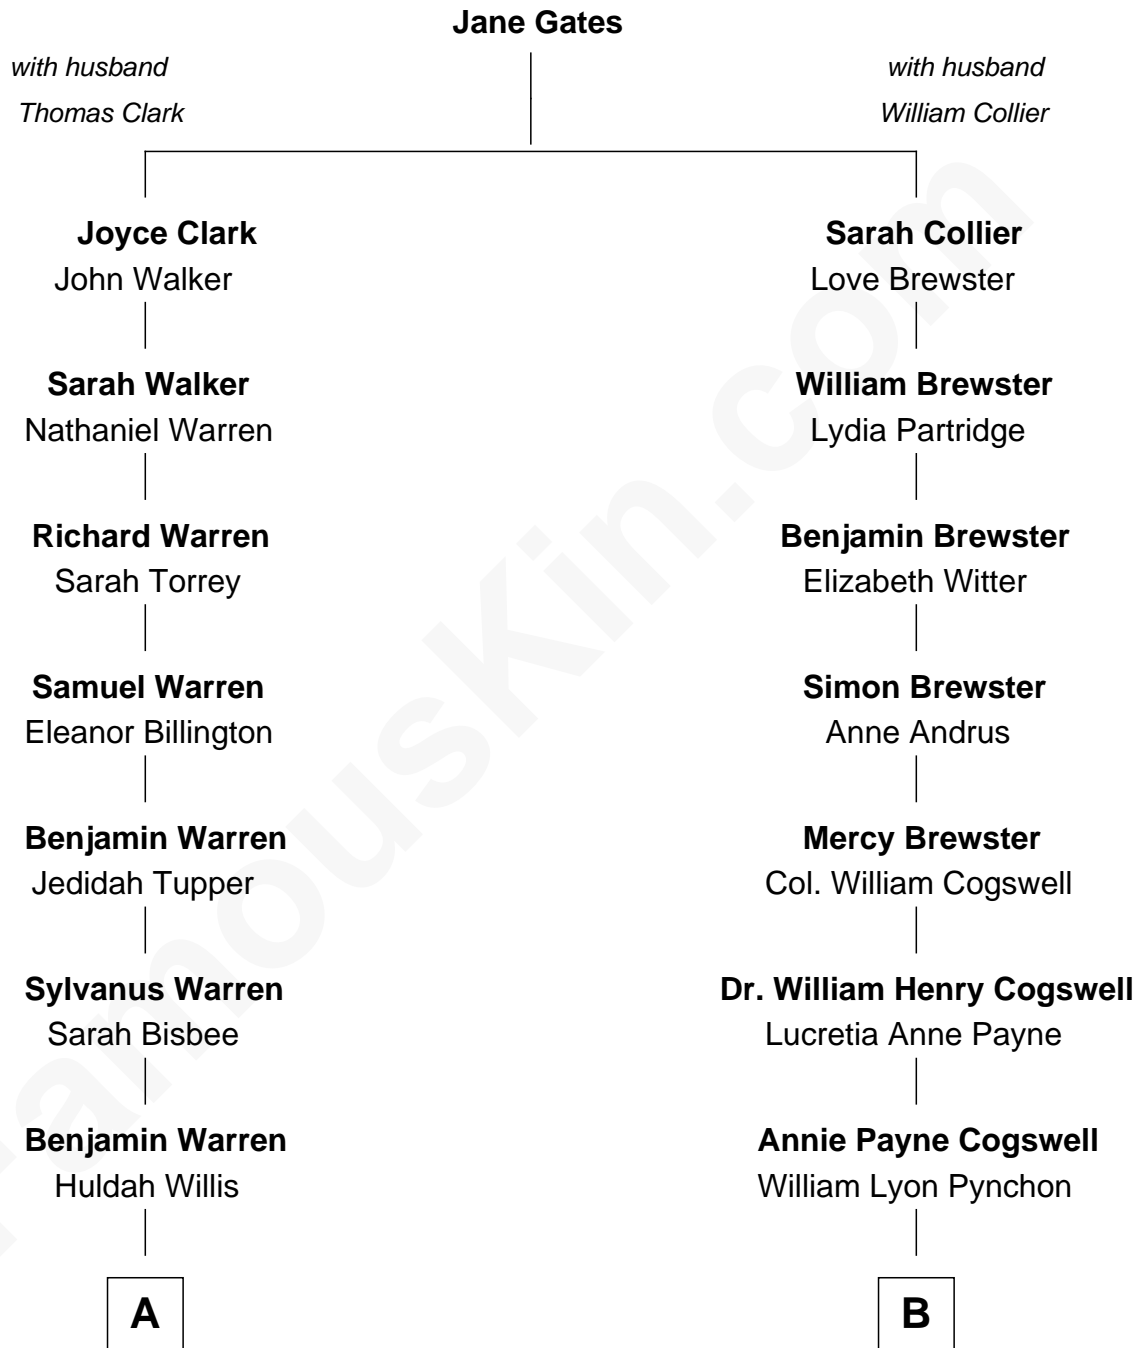 Jane Gates
with husband
Thomas Clark
with husband
William Collier
Joyce Clark
John Walker
Sarah Collier
Love Brewster
Sarah Walker
Nathaniel Warren
William Brewster
Lydia Partridge
Richard Warren
Sarah Torrey
Benjamin Brewster
Elizabeth Witter
Samuel Warren
Eleanor Billington
Simon Brewster
Anne Andrus
Benjamin Warren
Jedidah Tupper
Mercy Brewster
Col. William Cogswell
Sylvanus Warren
Sarah Bisbee
Dr. William Henry Cogswell
Lucretia Anne Payne
Benjamin Warren
Huldah Willis
Annie Payne Cogswell
William Lyon Pynchon
A
B
FamousKin.com